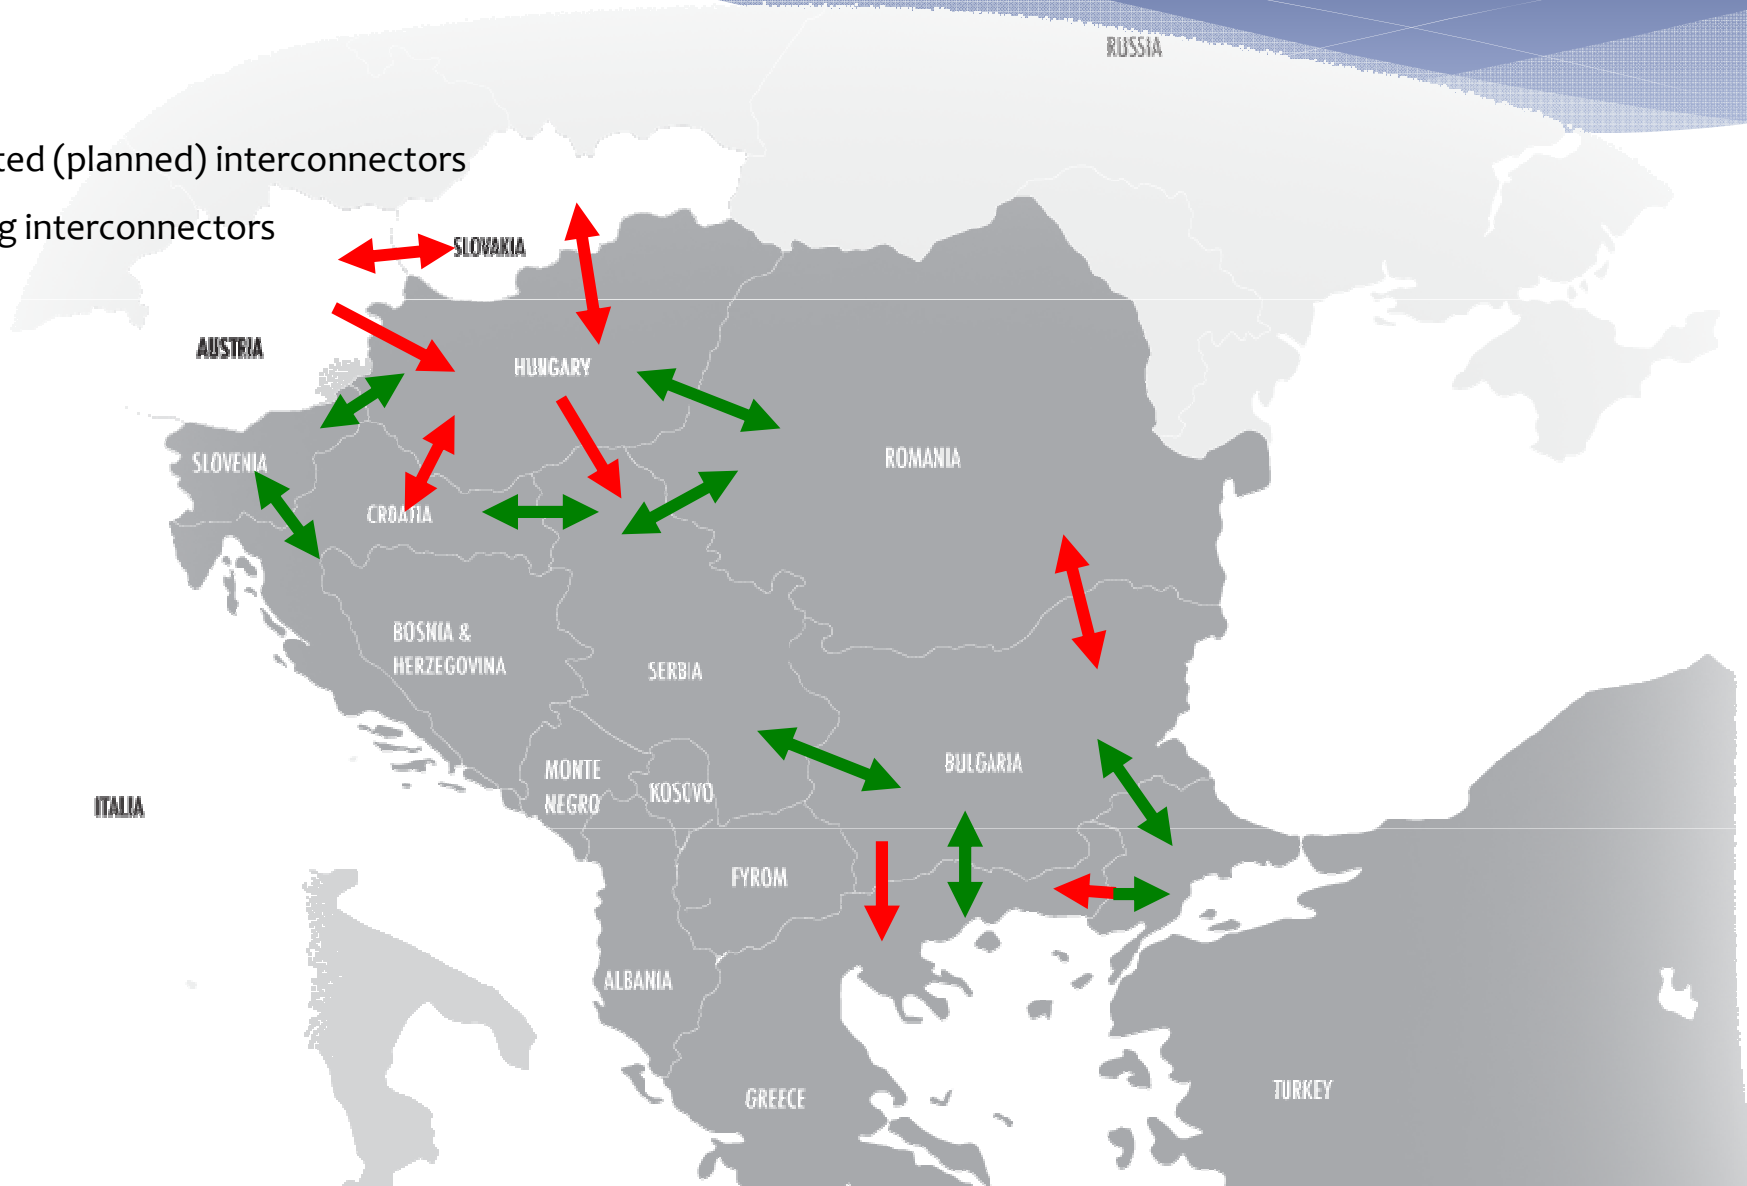 RUSSIA
ted (planned) interconnectors
g interconnectors
SLOVAKIA
AUSTRIA
HUNGARY
ROMANIA
SLOVENIA
CROATIA
BOSNIA &
HERZEGOVINA
SERBIA
BULGARIA
MONTE
NEGRO
KOSOVO
ITALIA
FYROM
ALBANIA
GREECE
TURKEY